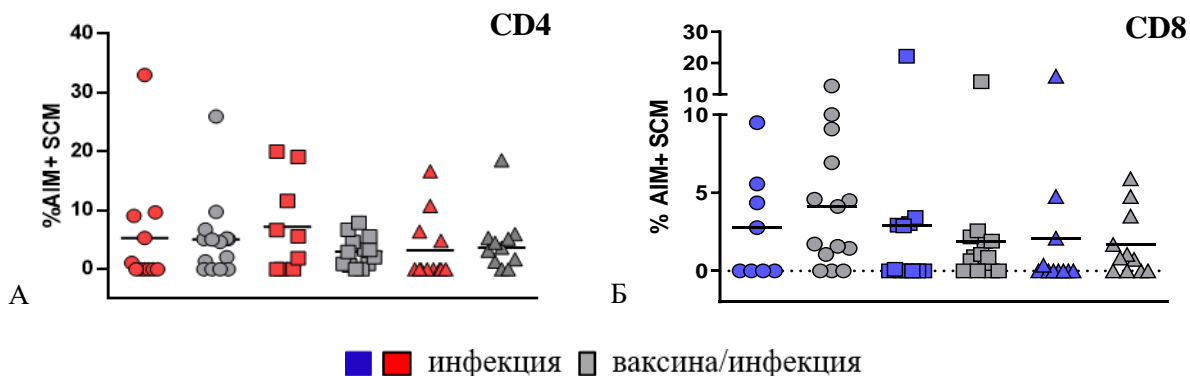 CD4
%AIM+ SCM
40
30
20
10
0
А
CD8
% AIM+ SCM
30
20
10
10
5
0
Б
инфекция ваксина/инфекция